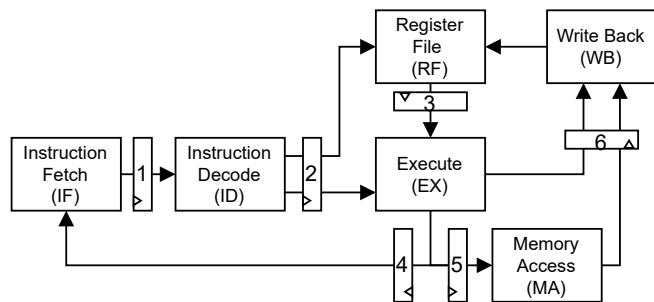 Register
File
(RF)
Write Back
(WB)
3
Instruction
Fetch
(IF)
1
Instruction
Decode
(ID)
2
Execute
(EX)
6
4
5
Memory
Access
(MA)